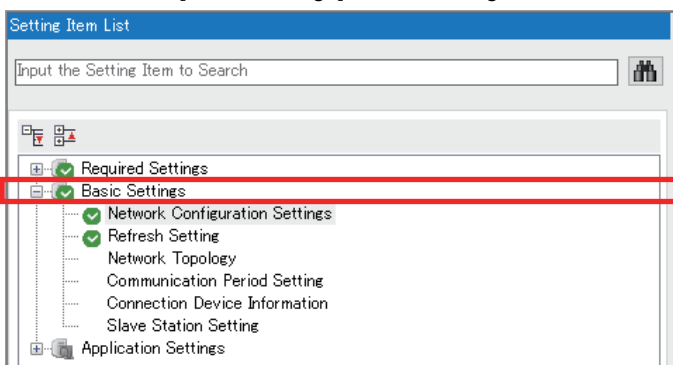 Setting Item List
Input the Setting Item to Search
Required Settings
Basic Settings
Network Configuration Settings
Refresh Setting
Network Topology
Communication Period Setting
Connection Device Information
Slave Station Setting
Application Settings